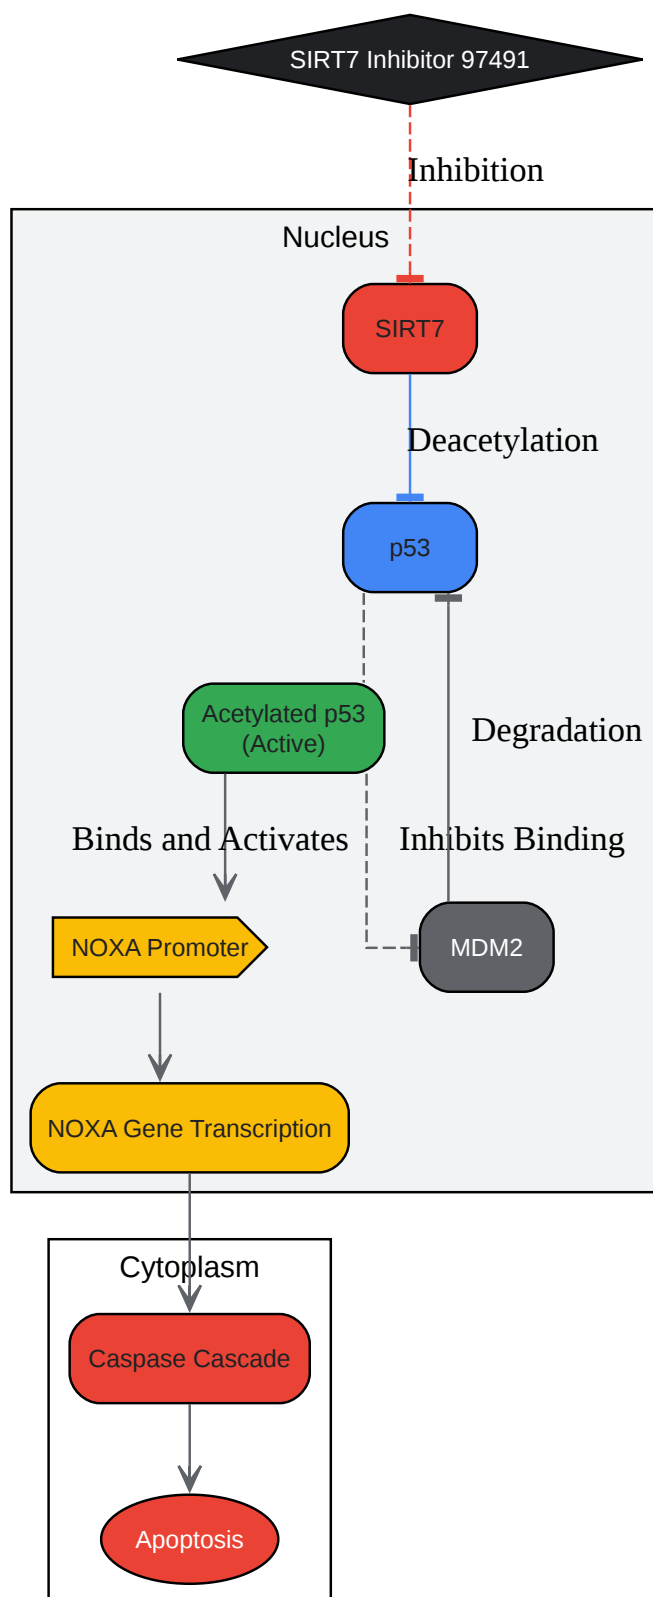 SIRT7 Inhibitor 97491
Inhibition
Nucleus
SIRT7
Deacetylation
p53
Acetylated p53
(Active)
Degradation
Binds and Activates
Inhibits Binding
NOXA Promoter
MDM2
NOXA Gene Transcription
Cytoplasm
Caspase Cascade
Apoptosis